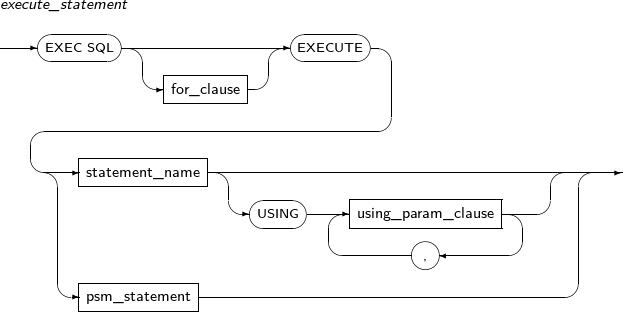 execute_statement
EXEC SQL
EXECUTE
for_clause
statement_name
USING
using_param_clause
,
psm_statement